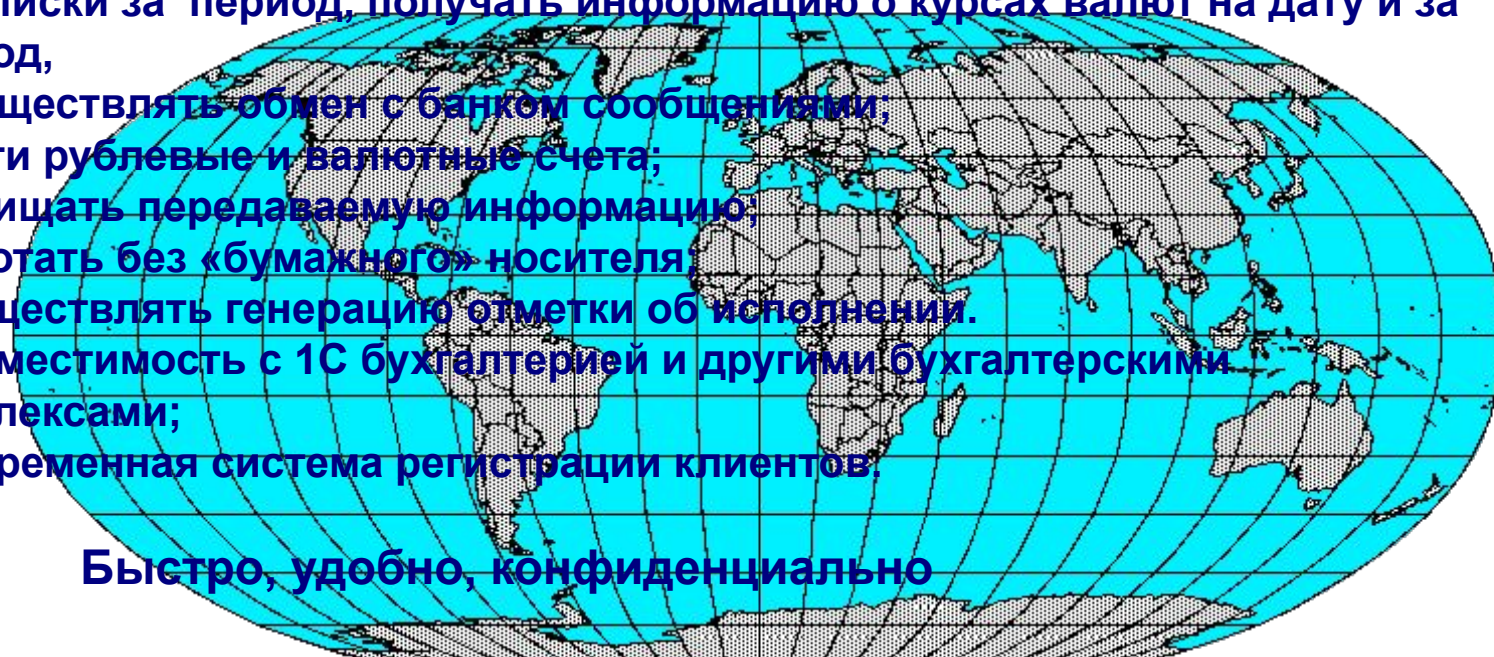 иски за период, получать информацию о курсах валют на дату и за
од,
ществлять обмен с банком сообщениями;
ти рублевые и валютные счета;
ищать передаваемую информацию;
отать без «бумажного» носителя;
ществлять генерацию отметки об исполнении.
местимость с 1С бухгалтерией и другими бухгалтерскими
лексами;
ременная система регистрации клиентов.
Быстро, удобно, конфиденциально